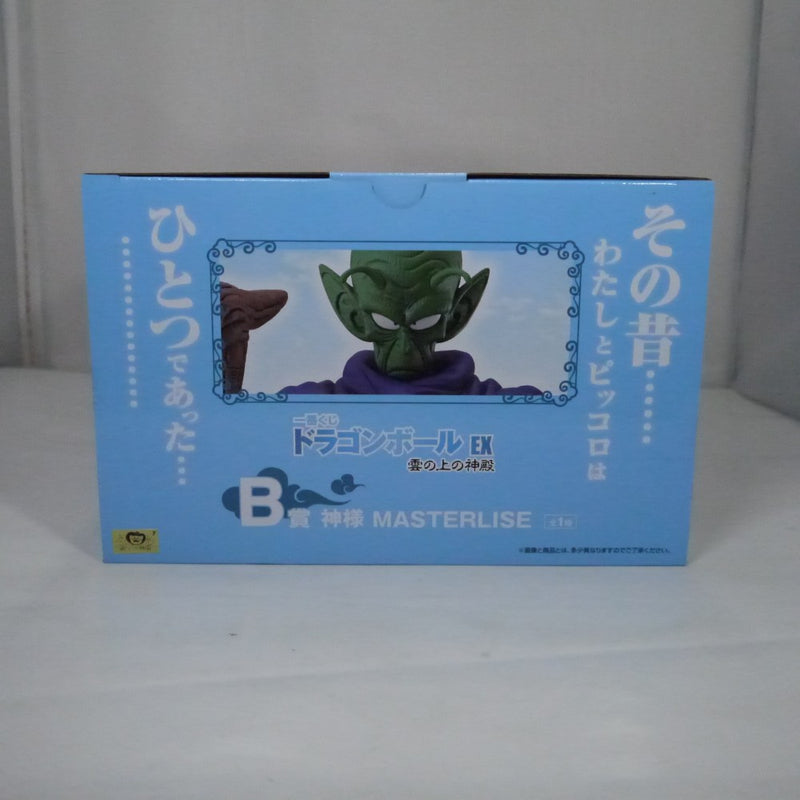 その昔……
わたしとピッコロは
ひとつであった…
一番くじ
ドラゴンボール EX
雲の上の神殿
B賞 神様 MASTERLISE 全1種
※画像と商品とは、多少異なりますのでご了承ください。